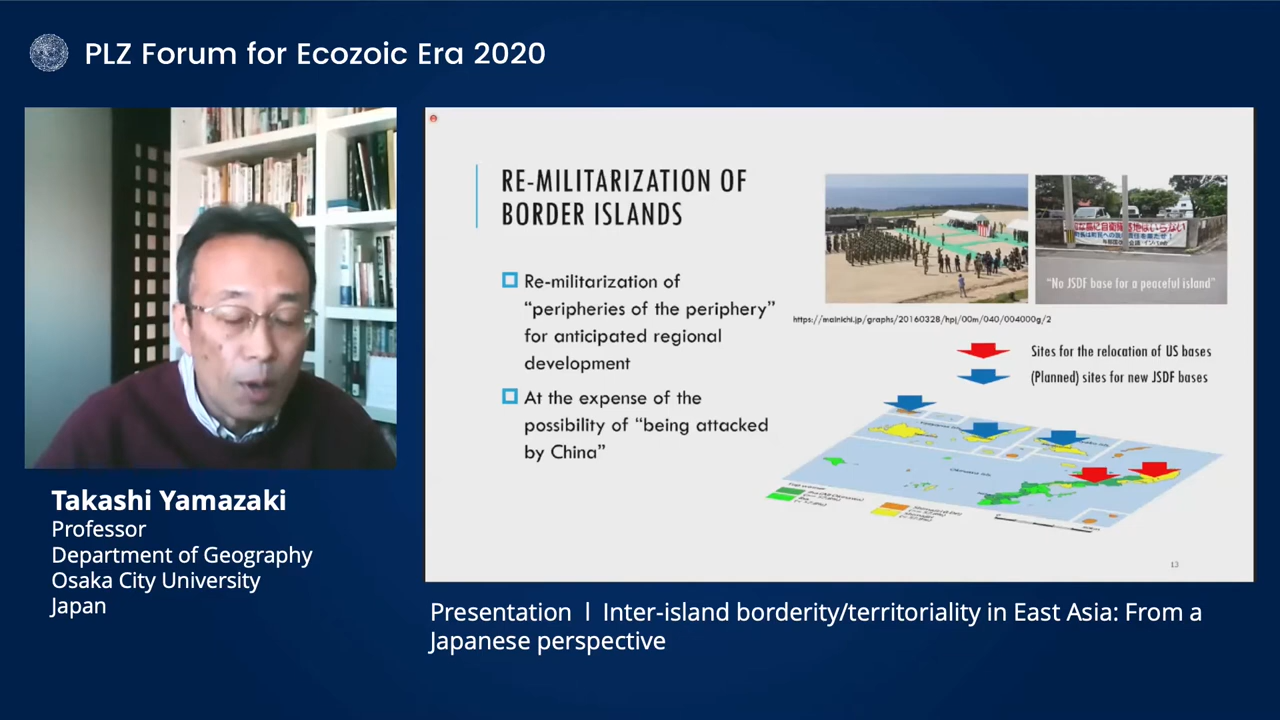 PLZ Forum for Ecozoic Era 2020
Takashi Yamazaki
Professor
Department of Geography
Osaka City University
Japan
RE-MILITARIZATION OF
BORDER ISLANDS
Re-militarization of
“peripheries of the periphery”
for anticipated regional
development
At the expense of the
possibility of “being attacked
by China”
“No JSDF base for a peaceful island”
https://mainichi.jp/graphs/20160328/hpj/00m/040/004000g/2
Sites for the relocation of US bases
(Planned) sites for new JSDF bases
13
Presentation l Inter-island borderity/territoriality in East Asia: From a
Japanese perspective